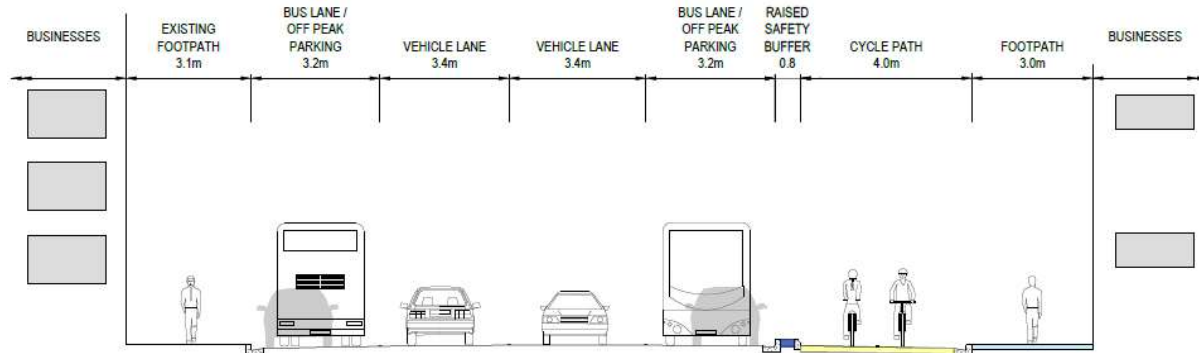 BUSINESSES
EXISTING
FOOTPATH
3.1m
BUS LANE /
OFF PEAK
PARKING
3.2m
VEHICLE LANE
3.4m
VEHICLE LANE
3.4m
BUS LANE /
OFF PEAK
PARKING
3.2m
RAISED
SAFETY
BUFFER
0.8
CYCLE PATH
4.0m
FOOTPATH
3.0m
BUSINESSES